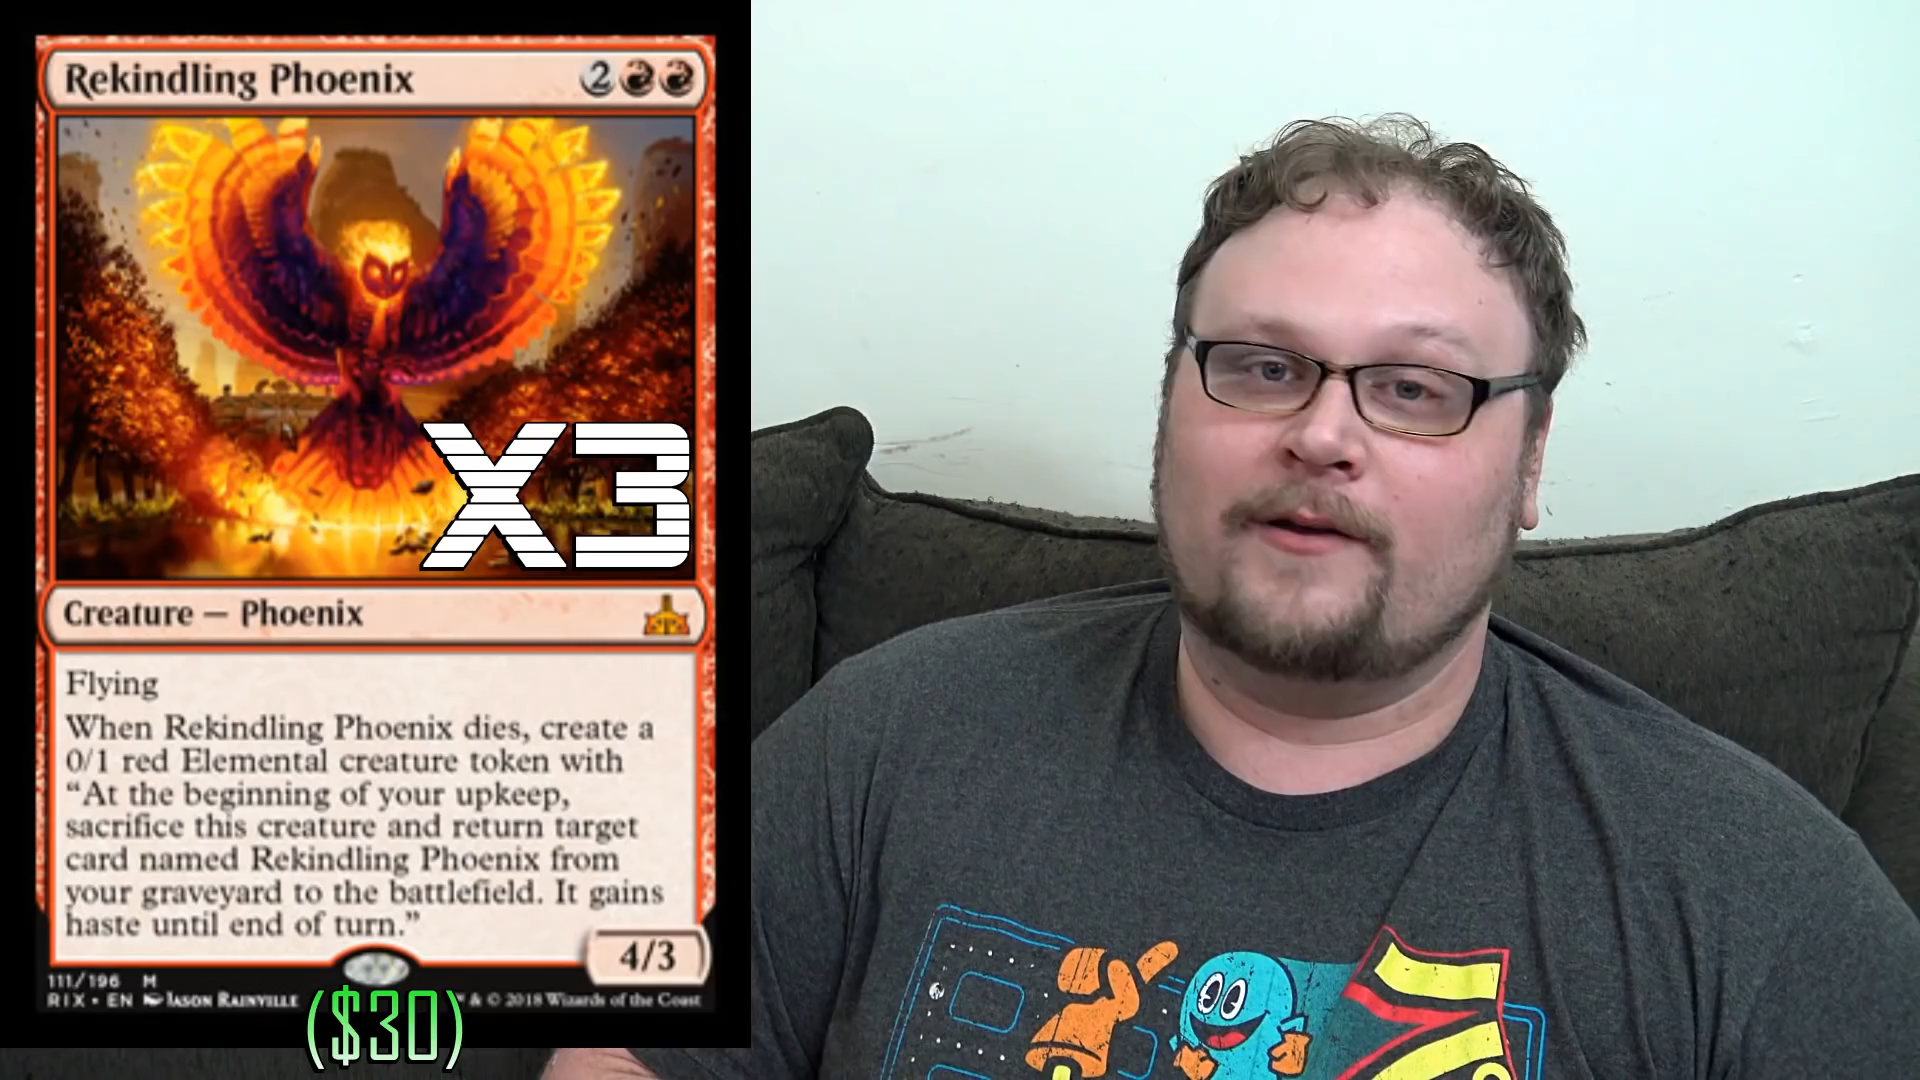 Rekindling Phoenix 2
X3
Creature — Phoenix
Flying
When Rekindling Phoenix dies, create a
0/1 red Elemental creature token with
“At the beginning of your upkeep,
sacrifice this creature and return target
card named Rekindling Phoenix from
your graveyard to the battlefield. It gains
haste until end of turn.”
4/3
111/196 M
RIX • EN Jason Rainville & © 2018 Wizards of the Coast
($30)